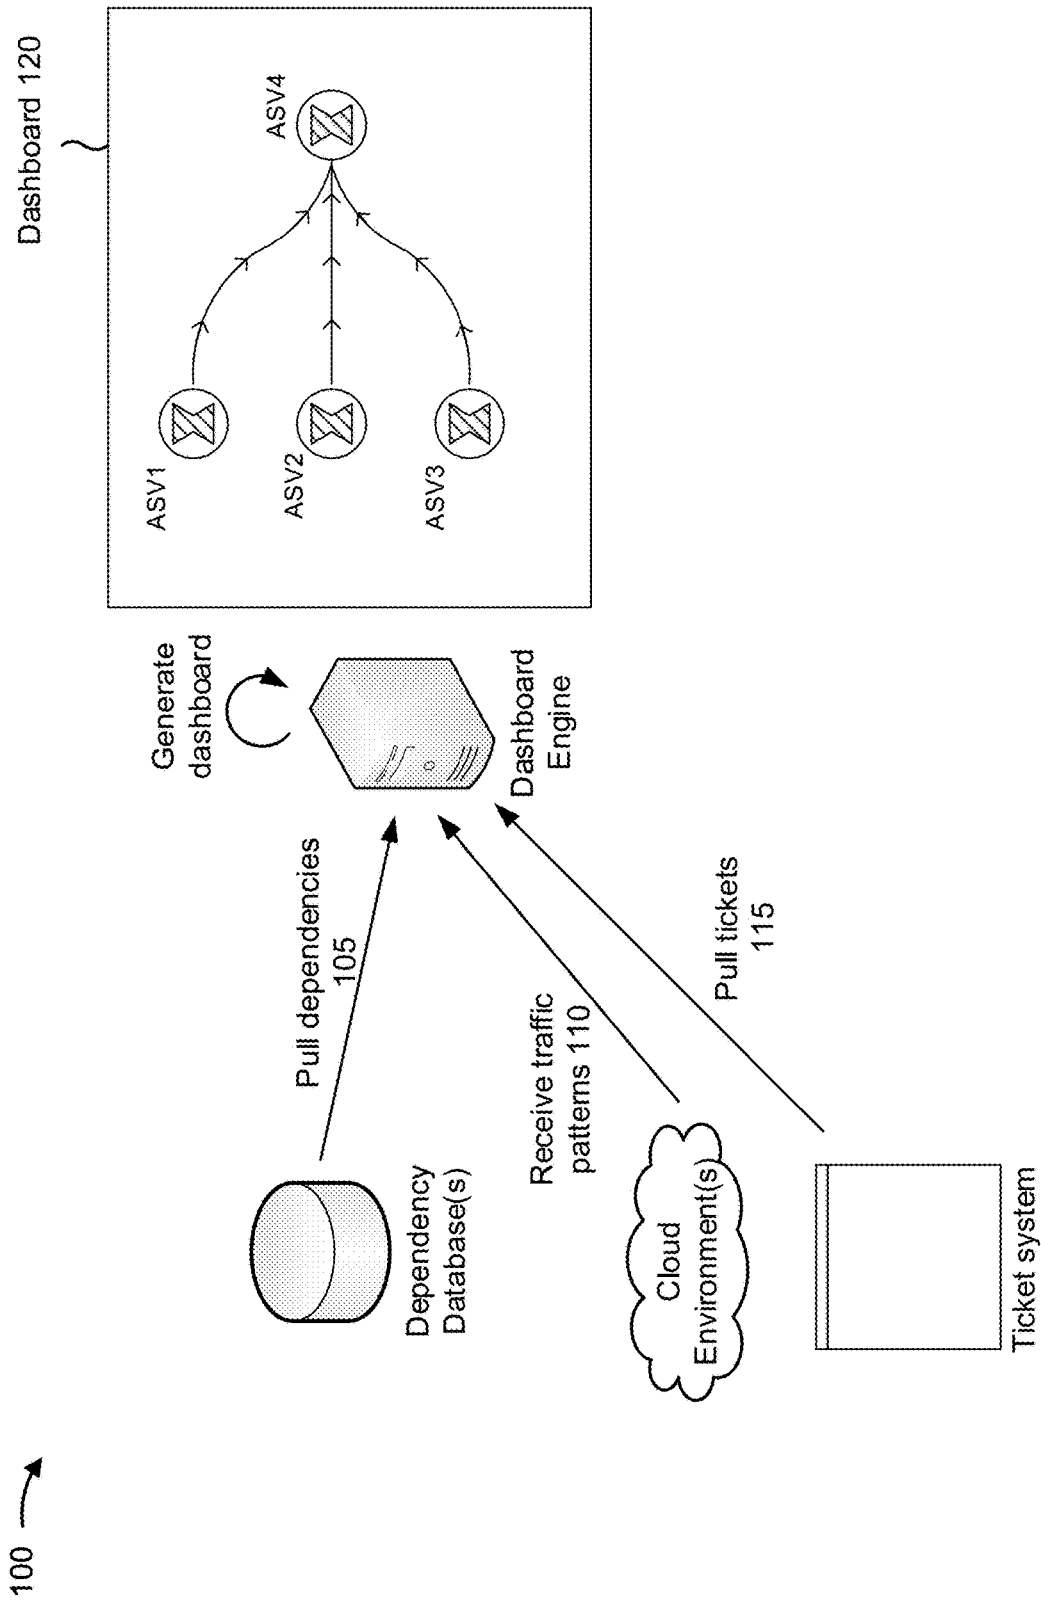 100
Dependency
Database(s)
Cloud
Environment(s)
Ticket system
Pull dependencies
105
Receive traffic
patterns 110
Pull tickets
115
Generate
dashboard
Dashboard
Engine
Dashboard 120
ASV1
ASV2
ASV3
ASV4